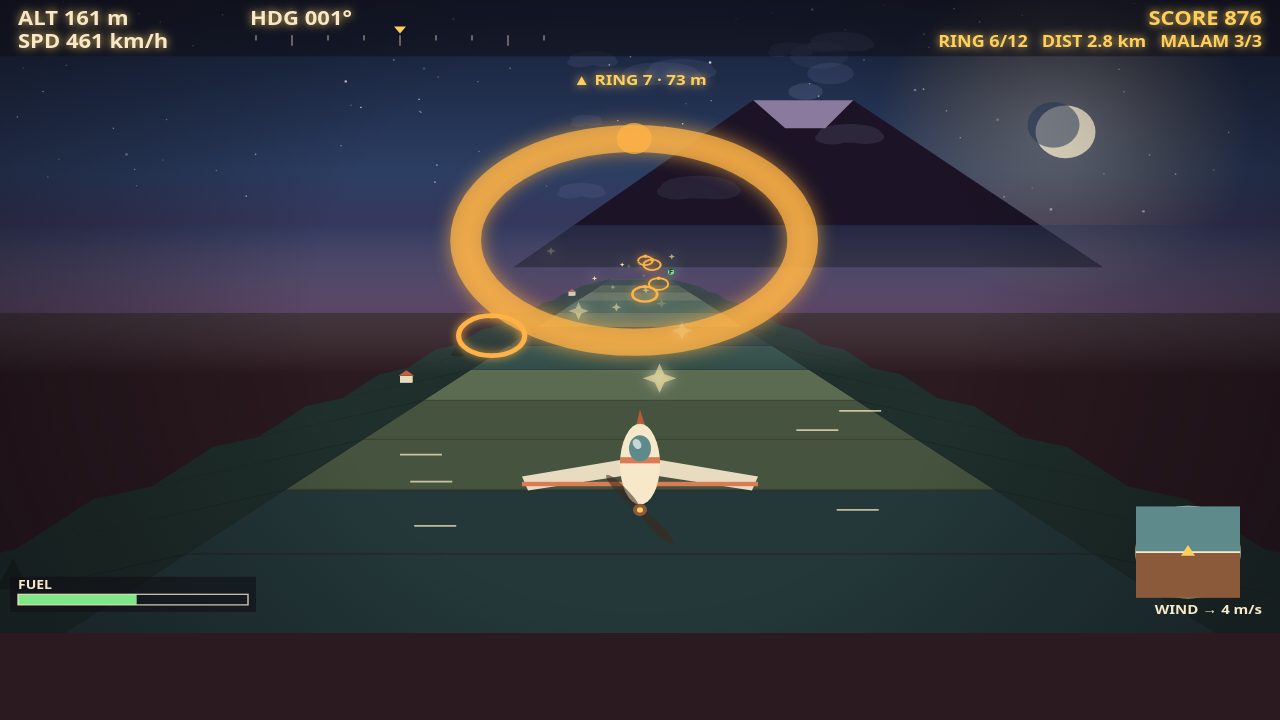 ALT 161 m
SPD 461 km/h
HDG 001°
SCORE 876
RING 6/12 DIST 2.8 km MALAM 3/3
▲ RING 7 · 73 m
F
FUEL
WIND → 4 m/s